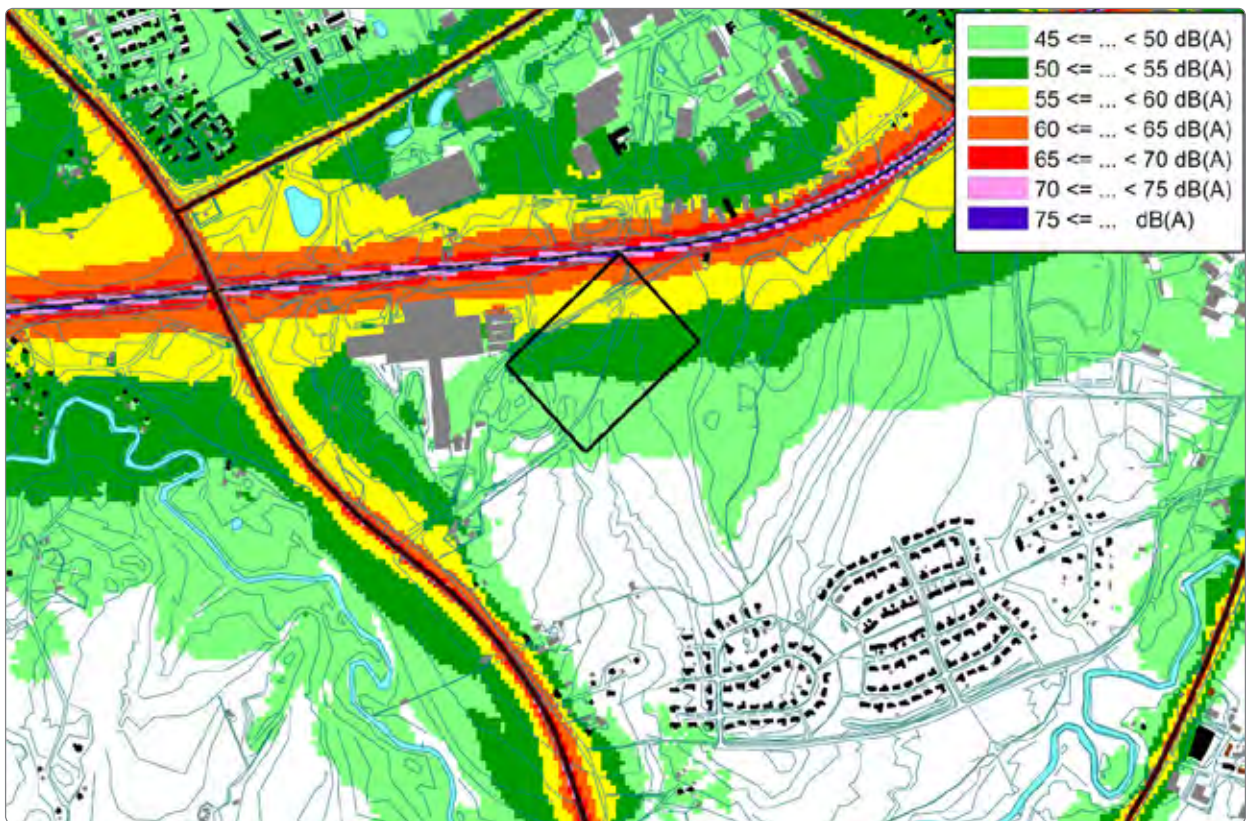 45 <= ... < 50 dB(A)
50 <= ... < 55 dB(A)
55 <= ... < 60 dB(A)
60 <= ... < 65 dB(A)
65 <= ... < 70 dB(A)
70 <= ... < 75 dB(A)
75 <= ... dB(A)